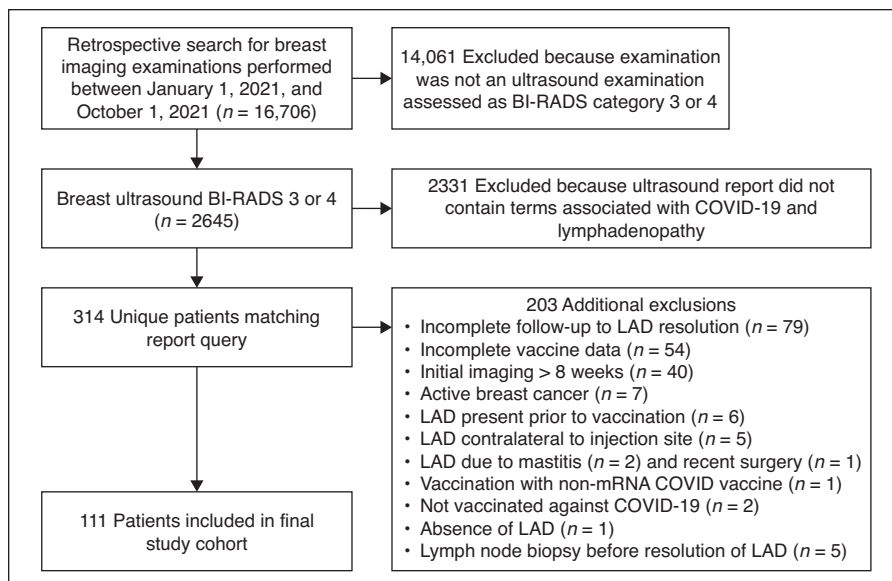 Retrospective search for breast
imaging examinations performed
between January 1, 2021, and
October 1, 2021 (n = 16,706)
14,061 Excluded because examination
was not an ultrasound examination
assessed as BI-RADS category 3 or 4
Breast ultrasound BI-RADS 3 or 4
(n = 2645)
2331 Excluded because ultrasound report did not
contain terms associated with COVID-19 and
lymphadenopathy
314 Unique patients matching
report query
203 Additional exclusions
• Incomplete follow-up to LAD resolution (n = 79)
• Incomplete vaccine data (n = 54)
• Initial imaging > 8 weeks (n = 40)
• Active breast cancer (n = 7)
• LAD present prior to vaccination (n = 6)
• LAD contralateral to injection site (n = 5)
• LAD due to mastitis (n = 2) and recent surgery (n = 1)
• Vaccination with non-mRNA COVID vaccine (n = 1)
• Not vaccinated against COVID-19 (n = 2)
• Absence of LAD (n = 1)
• Lymph node biopsy before resolution of LAD (n = 5)
111 Patients included in final
study cohort